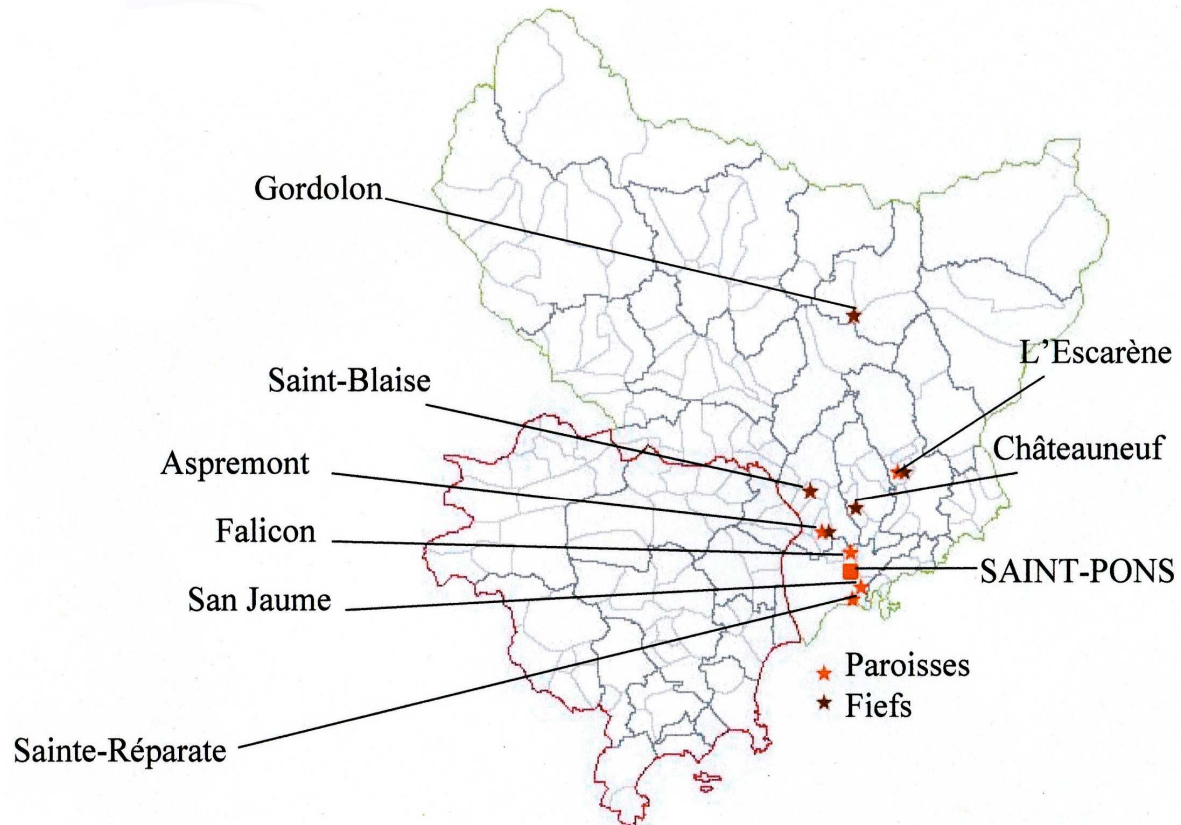 Gordolon
L’Escarène
Saint-Blaise
Châteauneuf
Aspremont
Falicon
SAINT-PONS
San Jaume
Paroisses
Fiefs
Sainte-Réparate